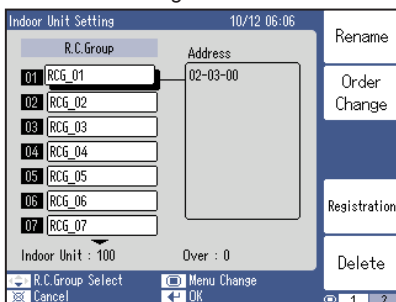 Indoor Unit Setting 10/12 06:06
R.C.Group
Address
01 RCG_01
02-03-00
02 RCG_02
03 RCG_03
04 RCG_04
05 RCG_05
06 RCG_06
07 RCG_07
Indoor Unit : 100 Over : 0
R.C.Group Select Menu Change
Cancel OK
Rename
Order
Change
Registration
Delete
1 2